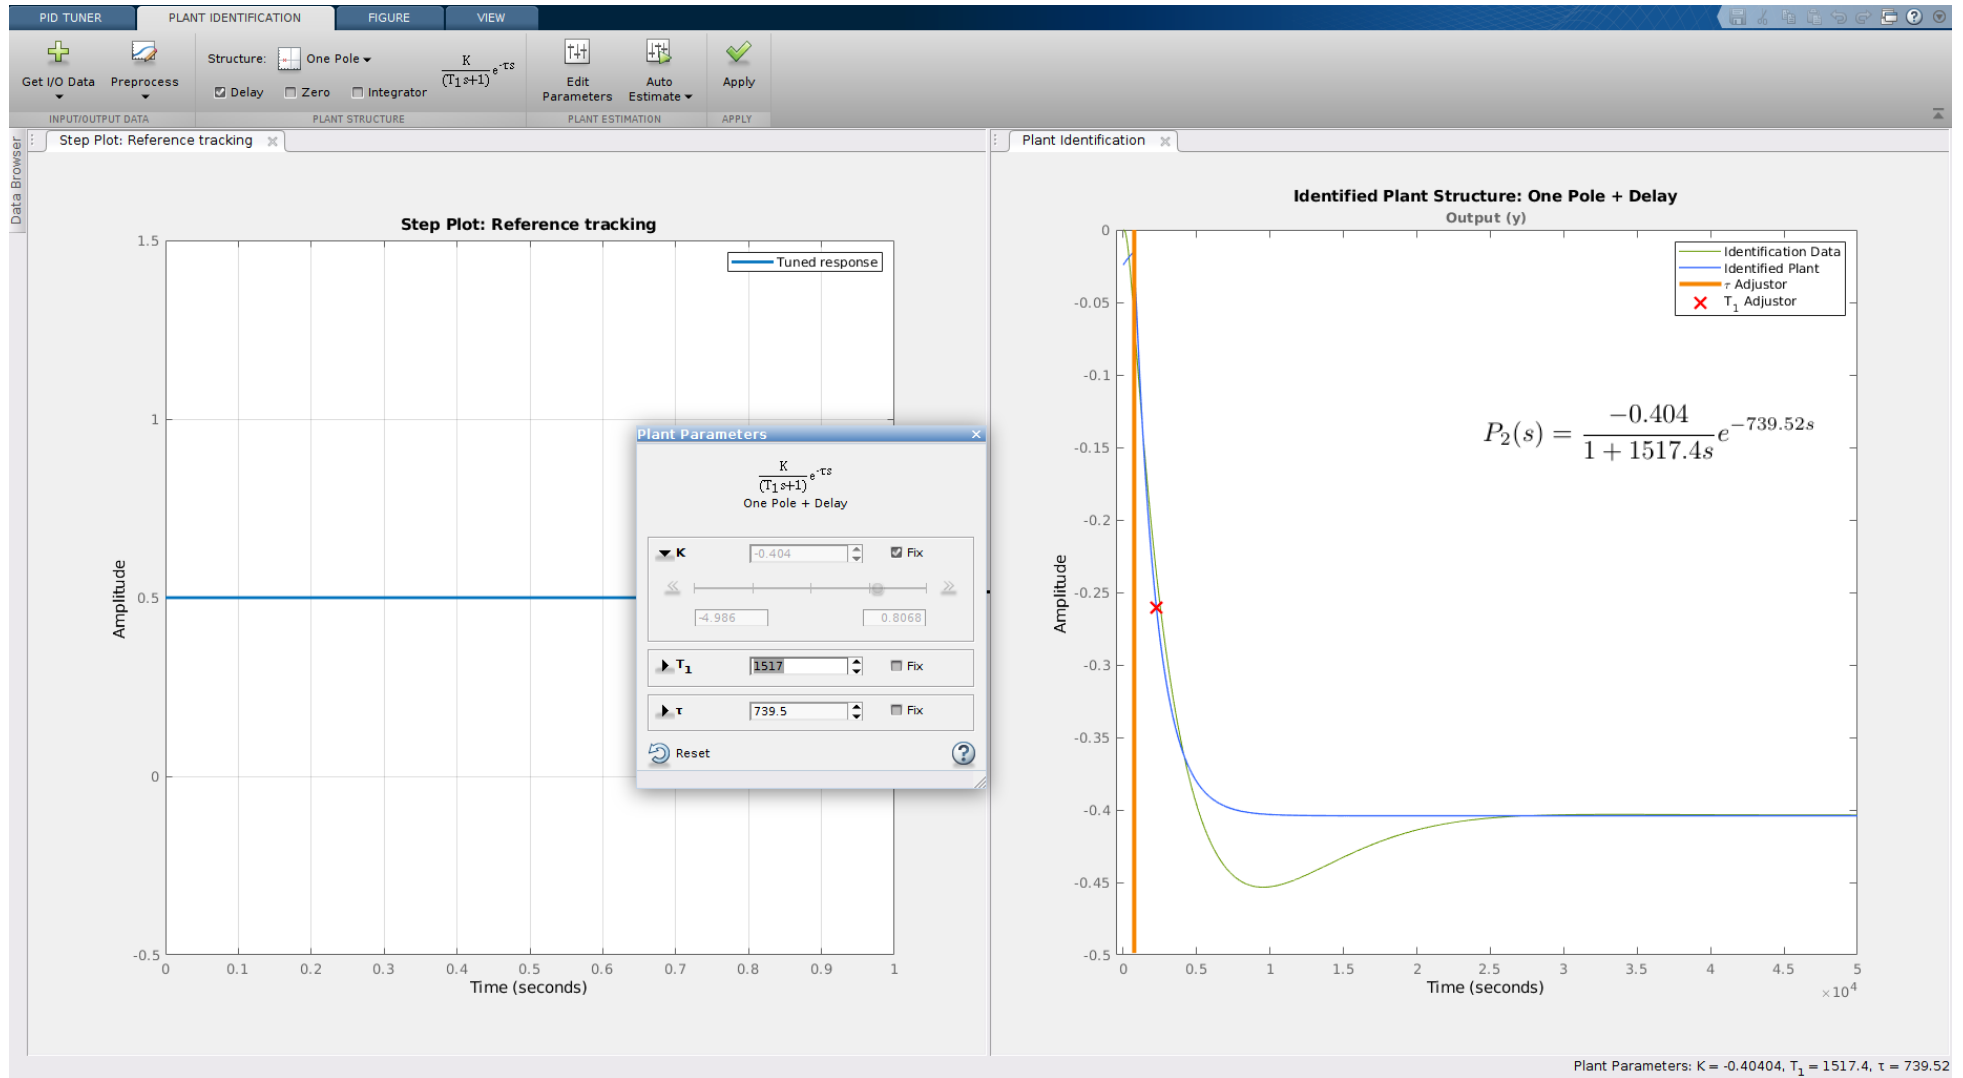 PID TUNER PLANT IDENTIFICATION FIGURE VIEW
Get I/O Data Preprocess
Structure: One Pole
Delay Zero Integrator
K
(T1 s+1) e-τs
Edit
Parameters
Auto
Estimate
Apply
INPUT/OUTPUT DATA PLANT STRUCTURE PLANT ESTIMATION APPLY
Data Browser
Step Plot: Reference tracking
Step Plot: Reference tracking
Tuned response
1.5
1
0.5
0
-0.5
Amplitude
0 0.1 0.2 0.3 0.4 0.5 0.6 0.7 0.8 0.9 1
Time (seconds)
Plant Parameters
K
(T1 s+1) e-τs
One Pole + Delay
K -0.404 Fix
-4.986 0.8068
T1 1517 Fix
τ 739.5 Fix
Reset
Plant Identification
Identified Plant Structure: One Pole + Delay
Output (y)
Identification Data
Identified Plant
τ Adjustor
T1 Adjustor
P2(s) = -0.404 / 1 + 1517.4s e−739.52s
0
-0.05
-0.1
-0.15
-0.2
-0.25
-0.3
-0.35
-0.4
-0.45
-0.5
Amplitude
0 0.5 1 1.5 2 2.5 3 3.5 4 4.5 5
Time (seconds)
×10^4
Plant Parameters: K = -0.40404, T1 = 1517.4, τ = 739.52